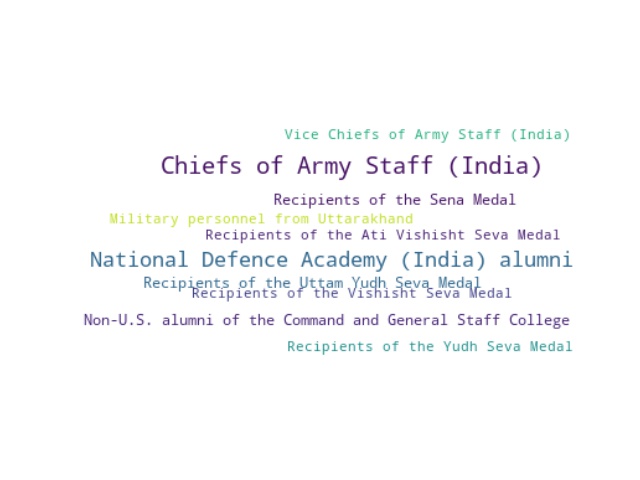 Vice Chiefs of Army Staff (India)
Chiefs of Army Staff (India)
Recipients of the Sena Medal
Military personnel from Uttarakhand
Recipients of the Ati Vishisht Seva Medal
National Defence Academy (India) alumni
Recipients of the Uttam Yudh Seva Medal
Recipients of the Vishisht Seva Medal
Non-U.S. alumni of the Command and General Staff College
Recipients of the Yudh Seva Medal